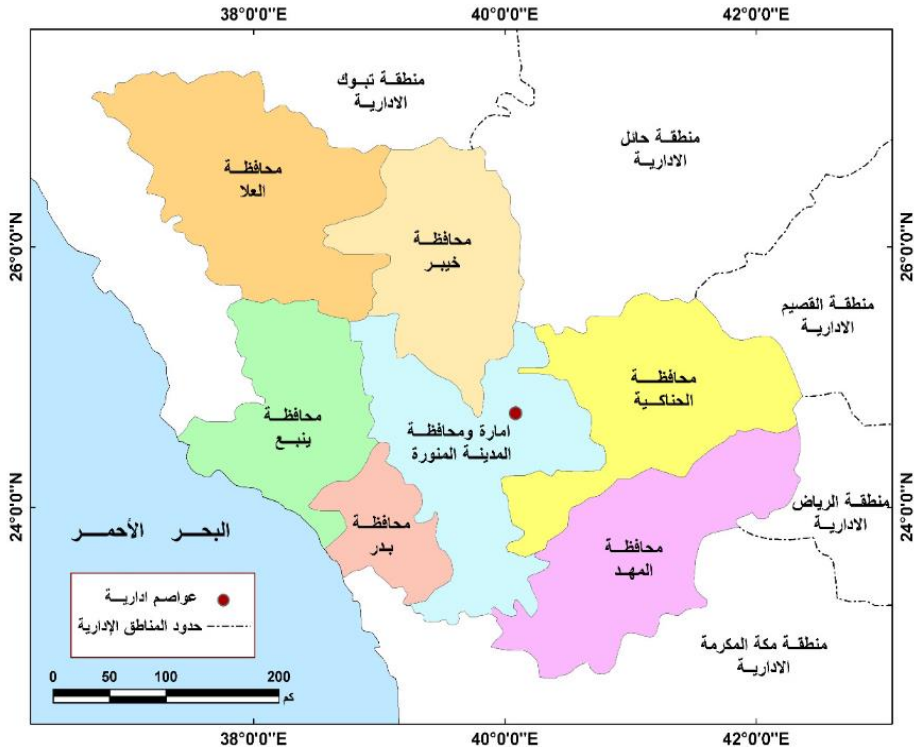 38°0'0"E
40°0'0"E
42°0'0"E
منطقة تبوك
الادارية
منطقة حائل
الادارية
محافظة
العلا
محافظة
خيبر
26°0'0"N
26°0'0"N
منطقة القصيم
الادارية
محافظة
الحناكية
محافظة
ينبع
امارة ومحافظة
المدينة المنورة
24°0'0"N
24°0'0"N
منطقة الرياض
الادارية
البحر الأحمر
محافظة
بدر
محافظة
المهد
عواصم ادارية
حدود المناطق الإدارية
منطقة مكة المكرمة
الادارية
0 50 100 200
كم
38°0'0"E
40°0'0"E
42°0'0"E